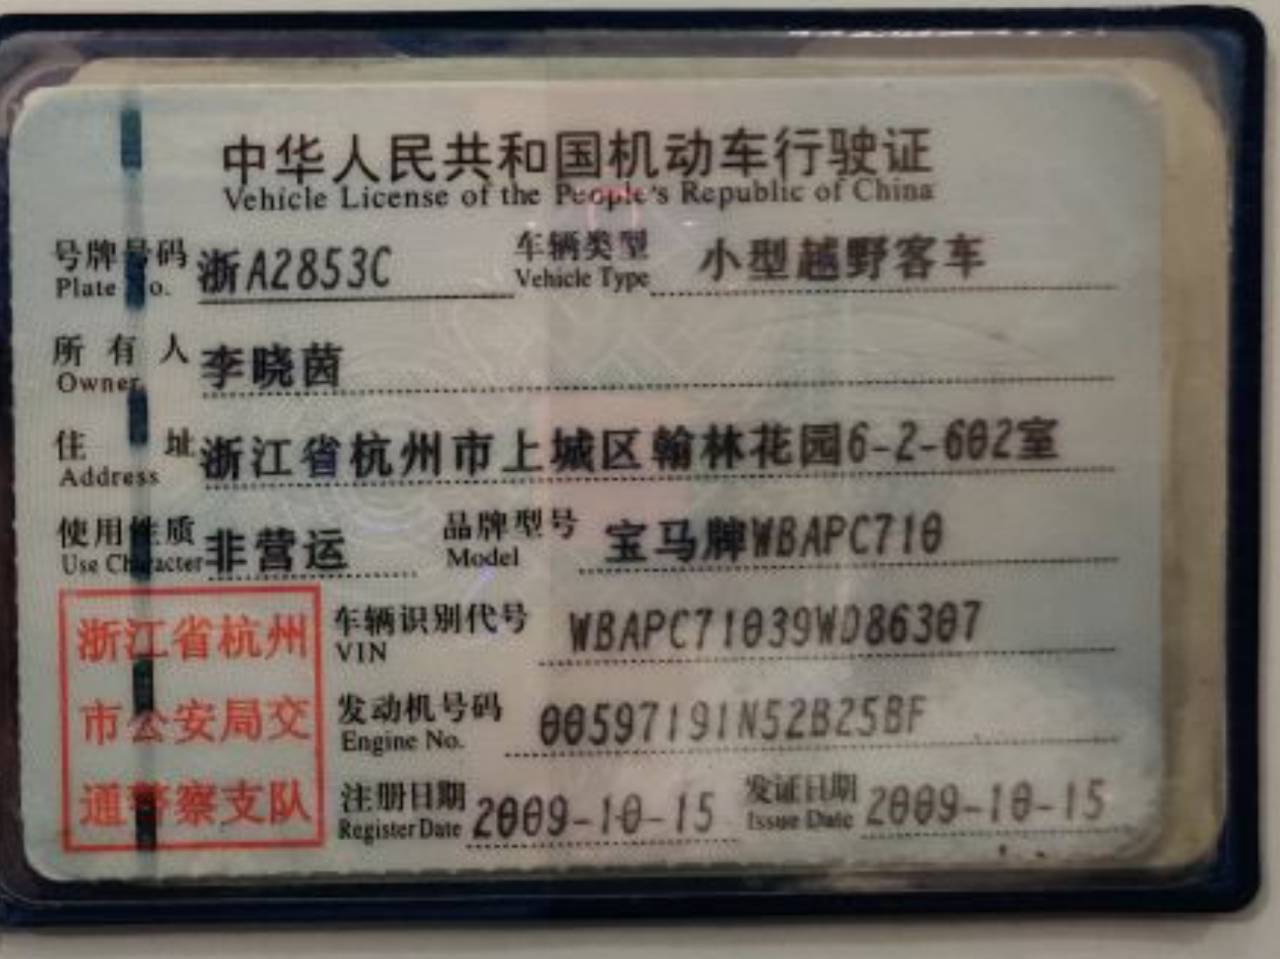 中华人民共和国机动车行驶证
Vehicle License of the People's Republic of China
号牌号码 浙A2853C 车辆类型 小型越野客车
Plate No. Vehicle Type
所有人 李晓茵
Owner
住址 浙江省杭州市上城区翰林花园6-2-602室
Address
使用性质 非营运 品牌型号 宝马牌WBAPC710
Use Character Model
浙江省杭州
市公安局交
通警察支队
车辆识别代号 WBAPC71039WD86307
VIN
发动机号码 00597191N52B25BF
Engine No.
注册日期 2009-10-15 发证日期 2009-10-15
Register Date Issue Date